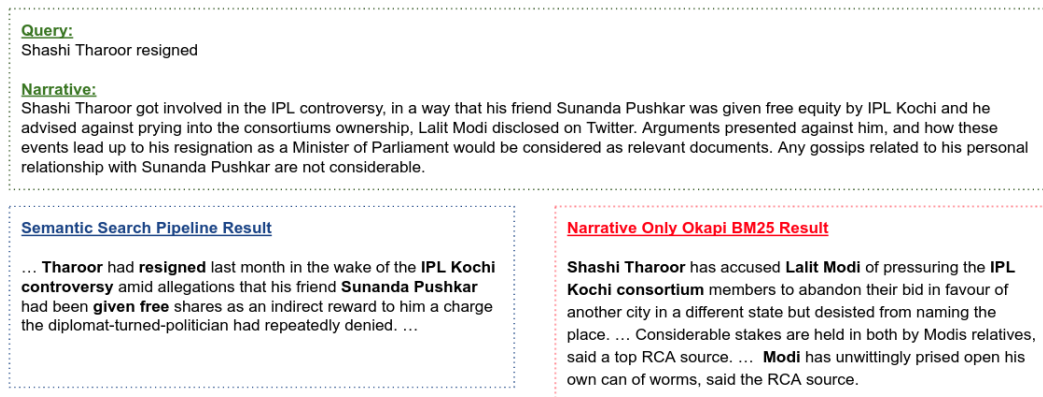 Query:
Shashi Tharoor resigned
Narrative:
Shashi Tharoor got involved in the IPL controversy, in a way that his friend Sunanda Pushkar was given free equity by IPL Kochi and he
advised against prying into the consortiums ownership, Lalit Modi disclosed on Twitter. Arguments presented against him, and how these
events lead up to his resignation as a Minister of Parliament would be considered as relevant documents. Any gossips related to his personal
relationship with Sunanda Pushkar are not considerable.
Semantic Search Pipeline Result
… Tharoor had resigned last month in the wake of the IPL Kochi
controversy amid allegations that his friend Sunanda Pushkar
had been given free shares as an indirect reward to him a charge
the diplomat-turned-politician had repeatedly denied. …
Narrative Only Okapi BM25 Result
Shashi Tharoor has accused Lalit Modi of pressuring the IPL
Kochi consortium members to abandon their bid in favour of
another city in a different state but desisted from naming the
place. … Considerable stakes are held in both by Modis relatives,
said a top RCA source. … Modi has unwittingly prised open his
own can of worms, said the RCA source.